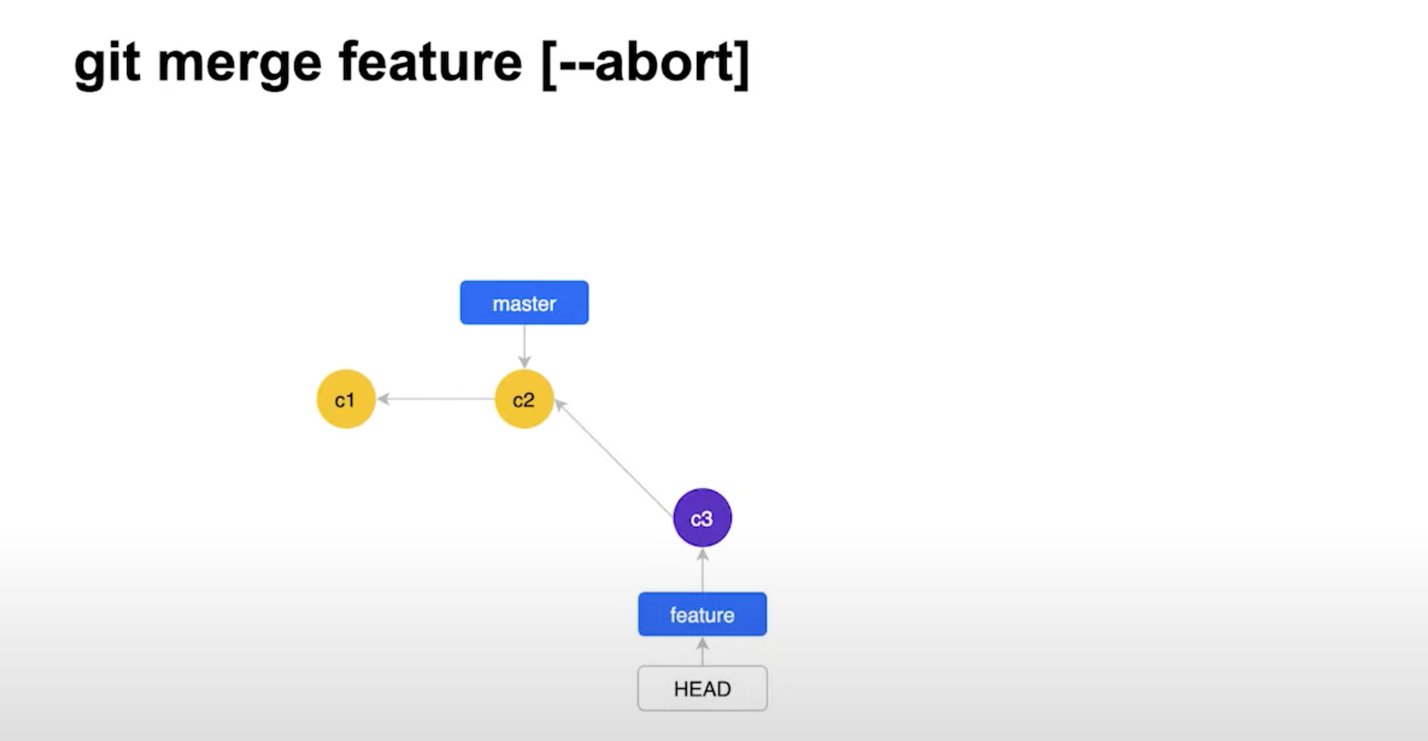 git merge feature [--abort]
master
c1
c2
c3
feature
HEAD